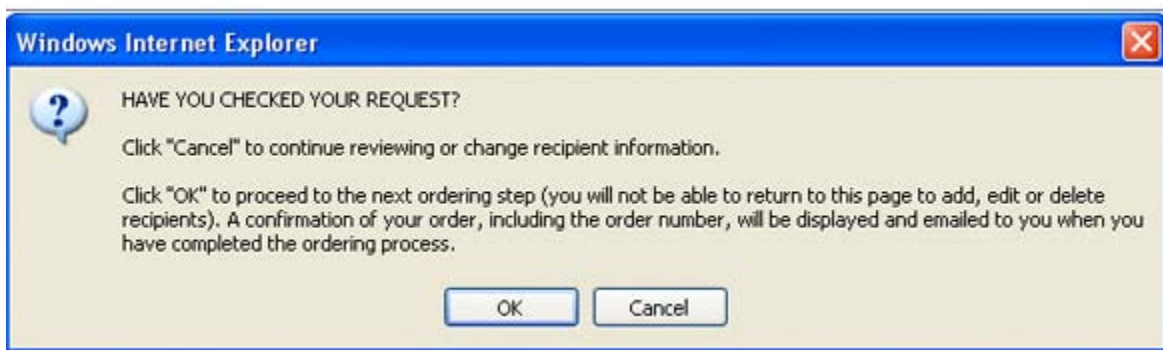 Windows Internet Explorer
HAVE YOU CHECKED YOUR REQUEST?
Click "Cancel" to continue reviewing or change recipient information.
Click "OK" to proceed to the next ordering step (you will not be able to return to this page to add, edit or delete
recipients). A confirmation of your order, including the order number, will be displayed and emailed to you when you
have completed the ordering process.
OK Cancel